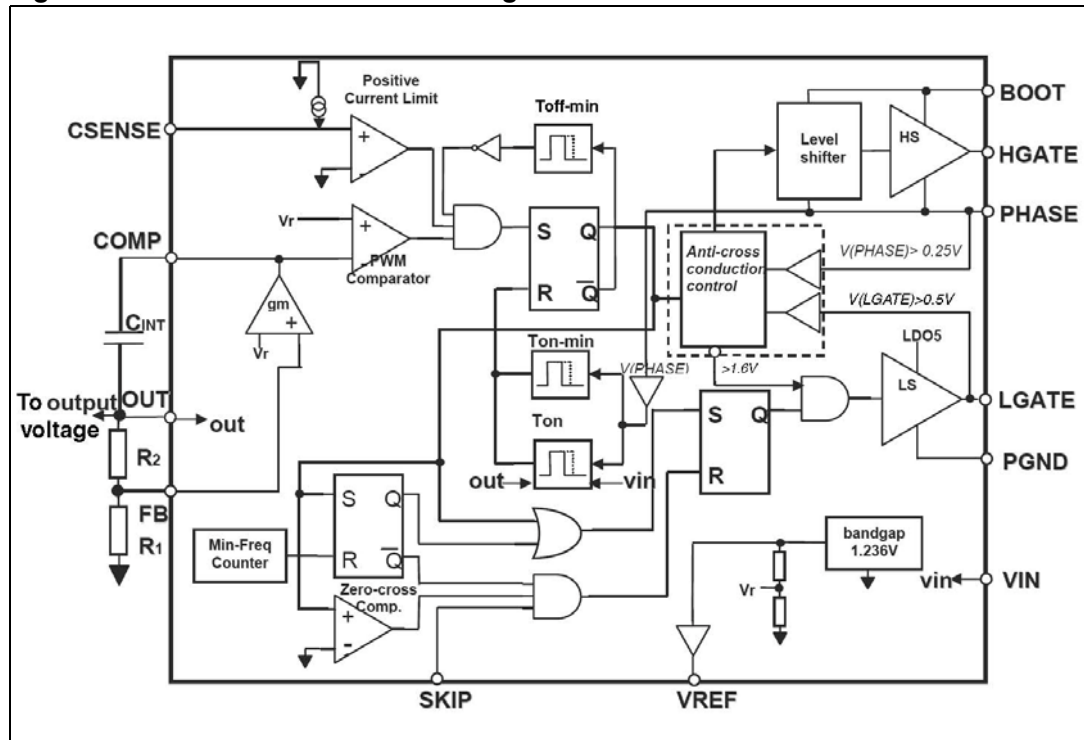 Positive
Current Limit
CSENSE
+
-
Toff-min
BOOT
Level
shifter
HS
HGATE
PHASE
Vr
COMP
+
-
PWM
Comparator
S
Q
R
Q
Anti-cross
conduction
control
V(PHASE)> 0.25V
V(LGATE)>0.5V
gm
+
Vr
CINT
Ton-min
V(PHASE)
>1.6V
LDO5
LS
LGATE
To output
voltage
OUT
out
Ton
out
vin
S
Q
R
PGND
R2
FB
R1
S
Q
R
Q
Min-Freq
Counter
Zero-cross
Comp.
+
-
bandgap
1.236V
Vr
vin
VIN
SKIP
VREF